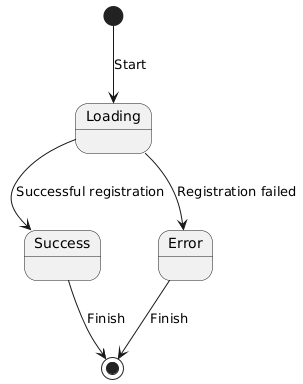 Start
Loading
Successful registration
Registration failed
Success
Error
Finish
Finish